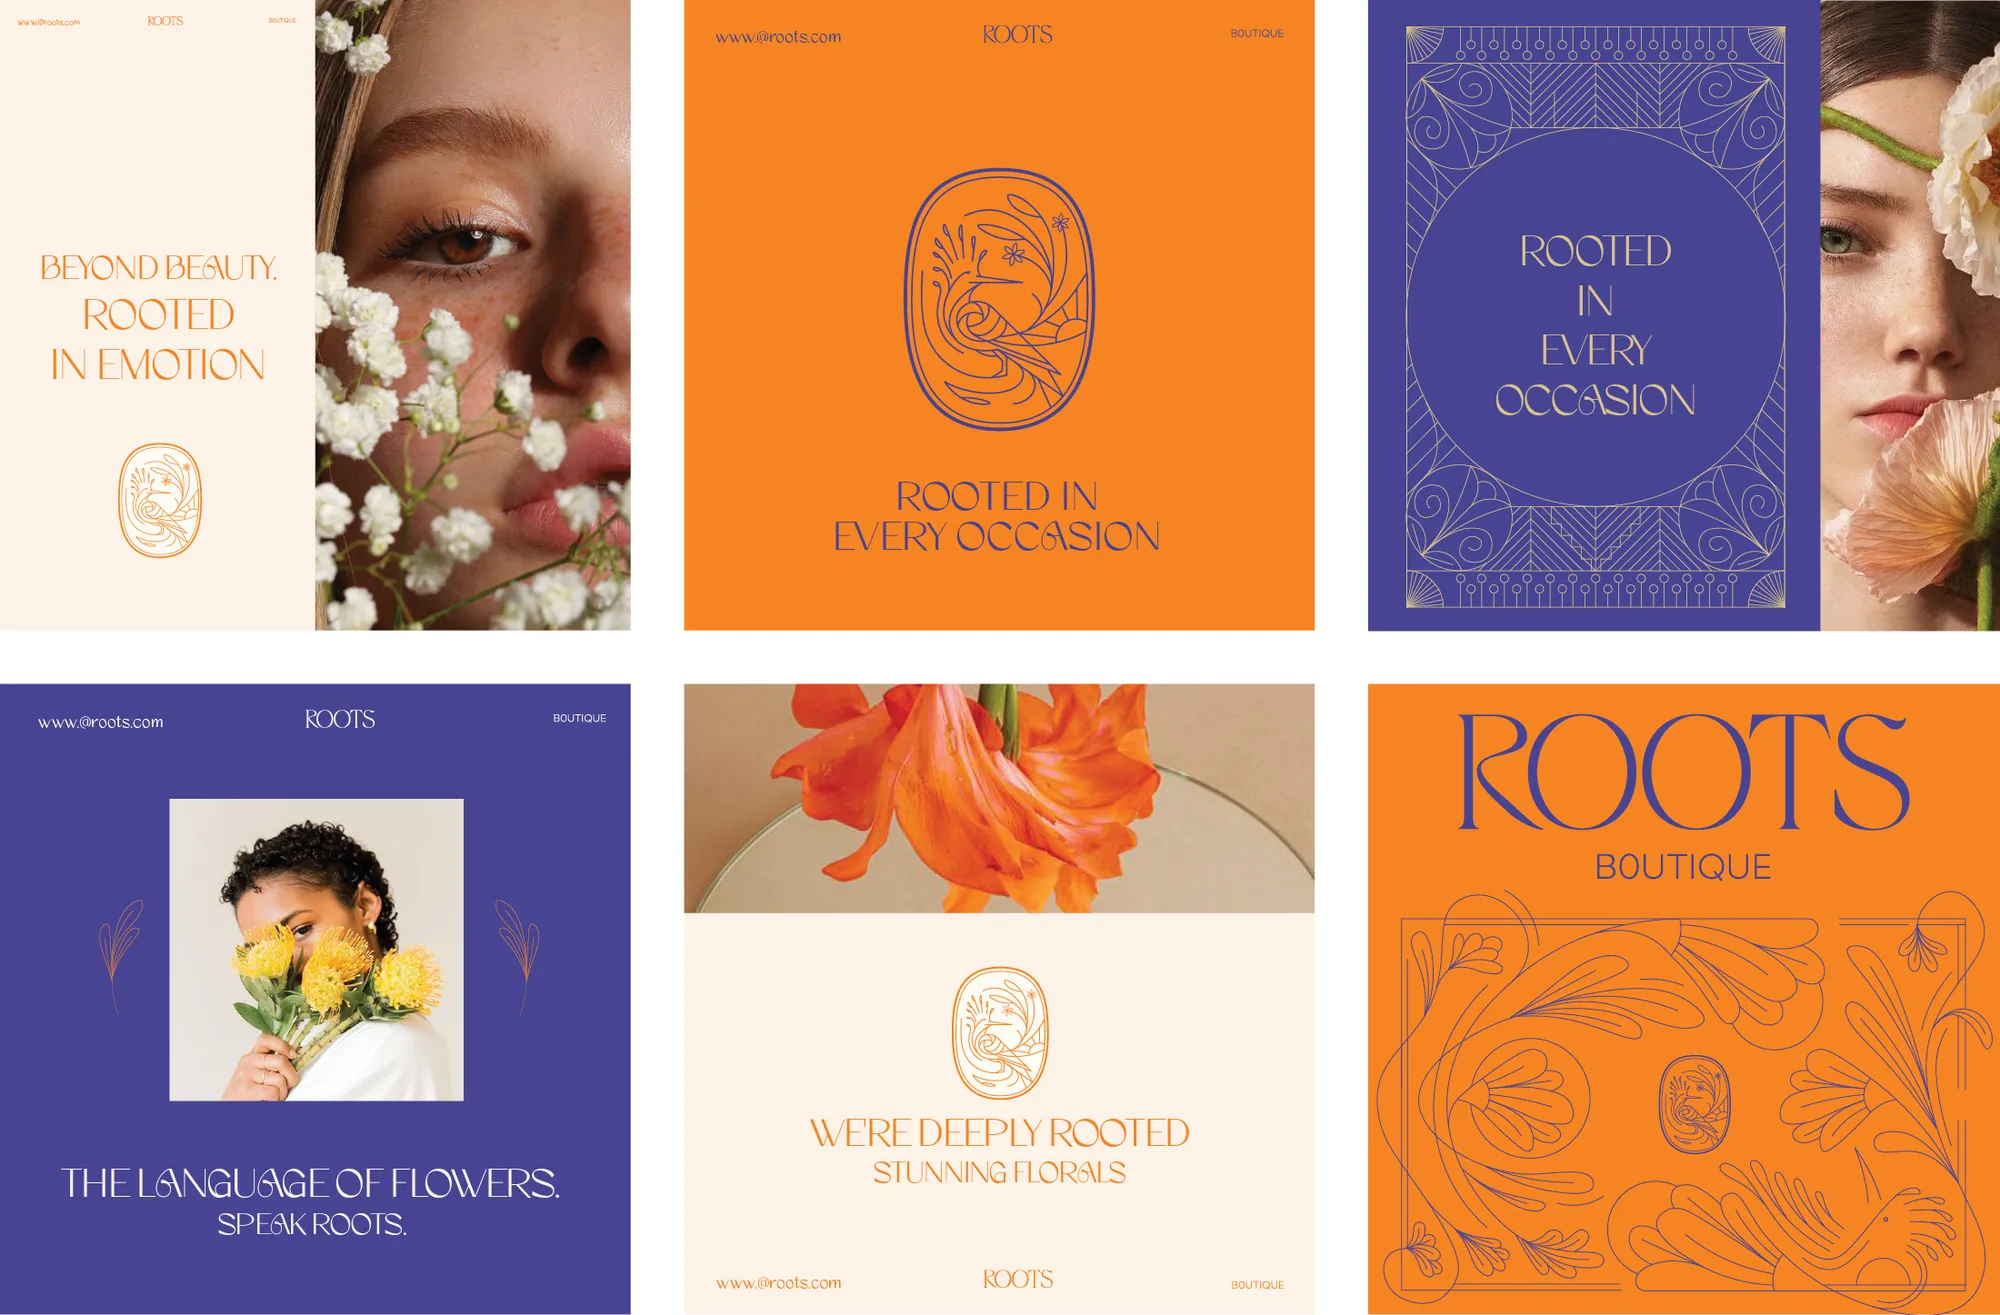 www.@roots.com
ROOTS
BOUTIQUE
BEYOND BEAUTY.
ROOTED
IN EMOTION
www.@roots.com
ROOTS
BOUTIQUE
ROOTED IN
EVERY OCCASION
ROOTED
IN
EVERY
OCCASION
www.@roots.com
ROOTS
BOUTIQUE
THE LANGUAGE OF FLOWERS.
SPEAK ROOTS.
WE'RE DEEPLY ROOTED
STUNNING FLORALS
www.@roots.com
ROOTS
BOUTIQUE
ROOTS
BOUTIQUE